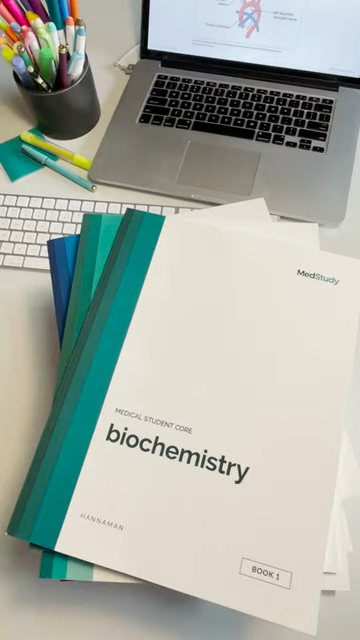 MedStudy
MEDICAL STUDENT CORE
biochemistry
HANNAMAN
BOOK 1